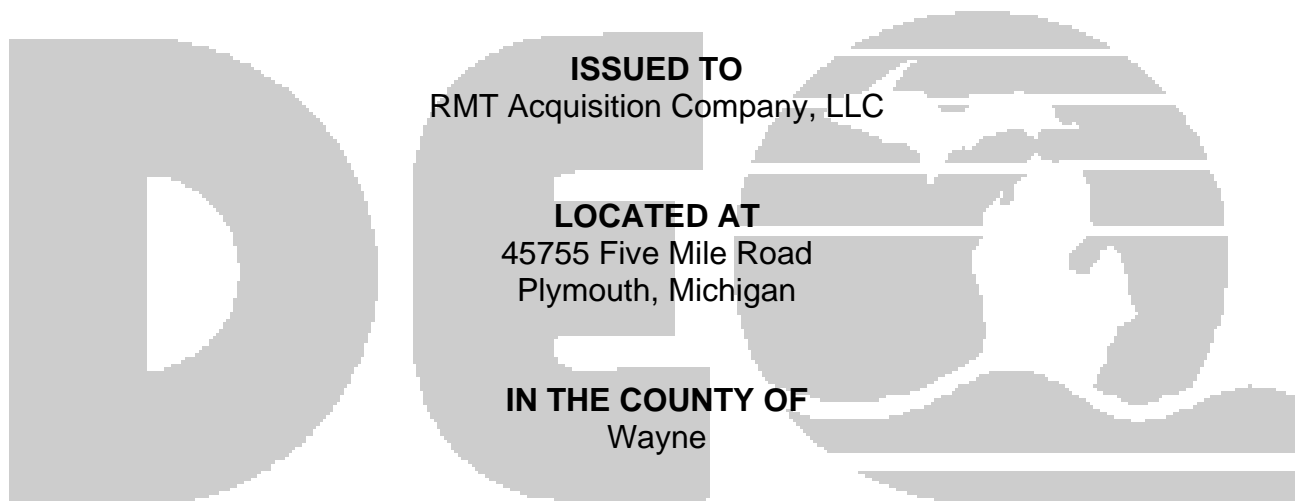 DEQ
ISSUED TO
RMT Acquisition Company, LLC
LOCATED AT
45755 Five Mile Road
Plymouth, Michigan
IN THE COUNTY OF
Wayne